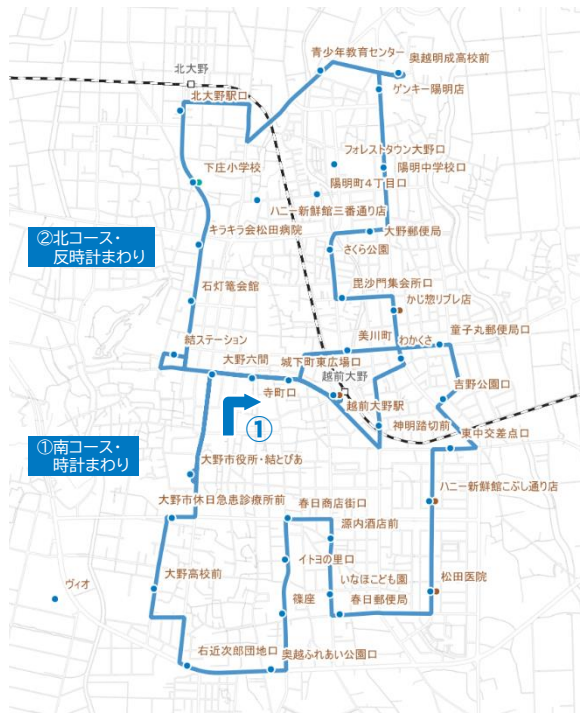 青少年教育センター
奥越明成高校前
北大野
ゲンキー陽明店
北大野駅口
フォレストタウン大野口
下庄小学校
陽明中学校口
陽明町4丁目口
ハニー新鮮館三番通り店
②北コース・
反時計まわり
キラキラ会松田病院
大野郵便局
さくら公園
石灯篭会館
毘沙門集会所口
かじ惣リブレ店
結ステーション
美川町
わかくさ
童子丸郵便局口
大野六間
城下町東広場口
越前大野
吉野公園口
寺町口
越前大野駅
①
神明踏切前
東中交差点口
①南コース・
時計まわり
大野市役所・結とぴあ
ハニー新鮮館こぶし通り店
大野市休日急患診療所前
春日商店街口
源内酒店前
イトヨの里口
大野高校前
いなほこども園
松田医院
ヴィオ
篠座
春日郵便局
右近次郎団地口
奥越ふれあい公園口